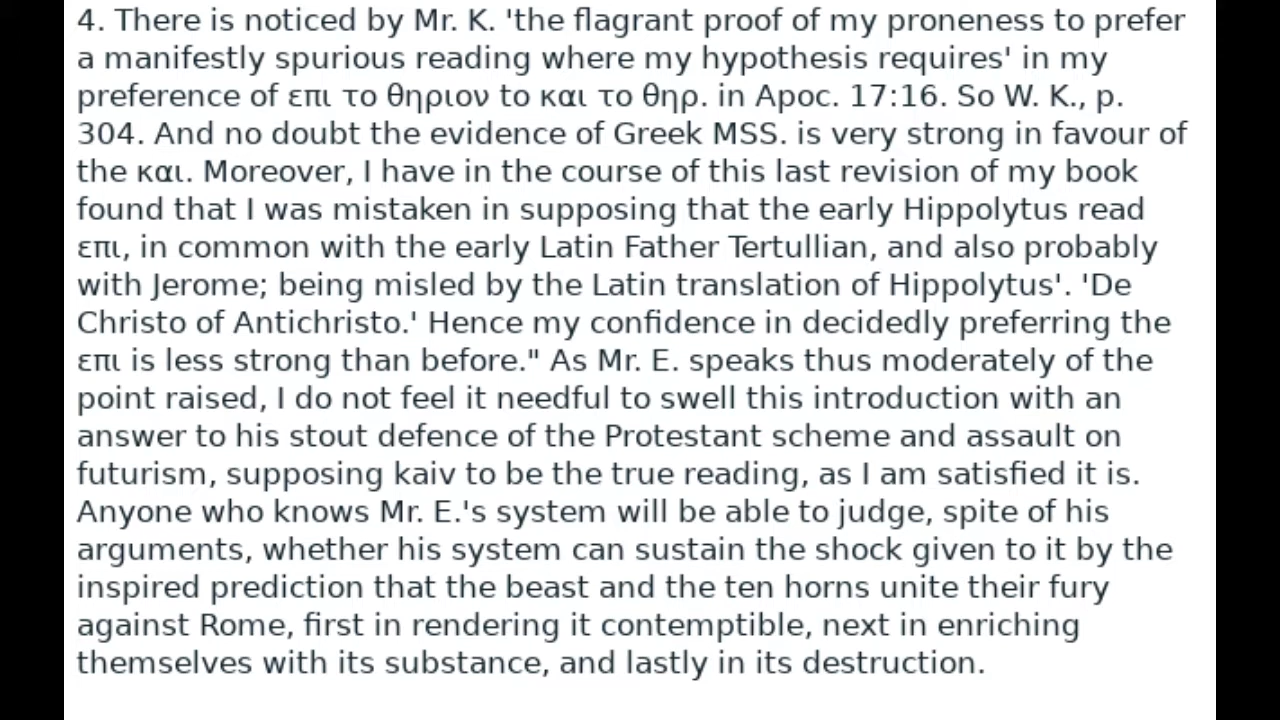 4. There is noticed by Mr. K. 'the flagrant proof of my proneness to prefer
a manifestly spurious reading where my hypothesis requires' in my
preference of επι το θηριον to και το θηρ. in Apoc. 17:16. So W. K., p.
304. And no doubt the evidence of Greek MSS. is very strong in favour of
the και. Moreover, I have in the course of this last revision of my book
found that I was mistaken in supposing that the early Hippolytus read
επι, in common with the early Latin Father Tertullian, and also probably
with Jerome; being misled by the Latin translation of Hippolytus'. 'De
Christo of Antichristo.' Hence my confidence in decidedly preferring the
επι is less strong than before." As Mr. E. speaks thus moderately of the
point raised, I do not feel it needful to swell this introduction with an
answer to his stout defence of the Protestant scheme and assault on
futurism, supposing kaiv to be the true reading, as I am satisfied it is.
Anyone who knows Mr. E.'s system will be able to judge, spite of his
arguments, whether his system can sustain the shock given to it by the
inspired prediction that the beast and the ten horns unite their fury
against Rome, first in rendering it contemptible, next in enriching
themselves with its substance, and lastly in its destruction.